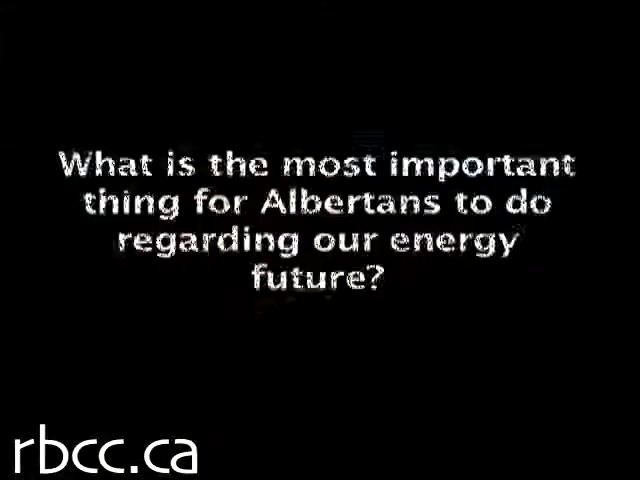 What is the most important
thing for Albertans to do
regarding our energy
future?
rbcc.ca